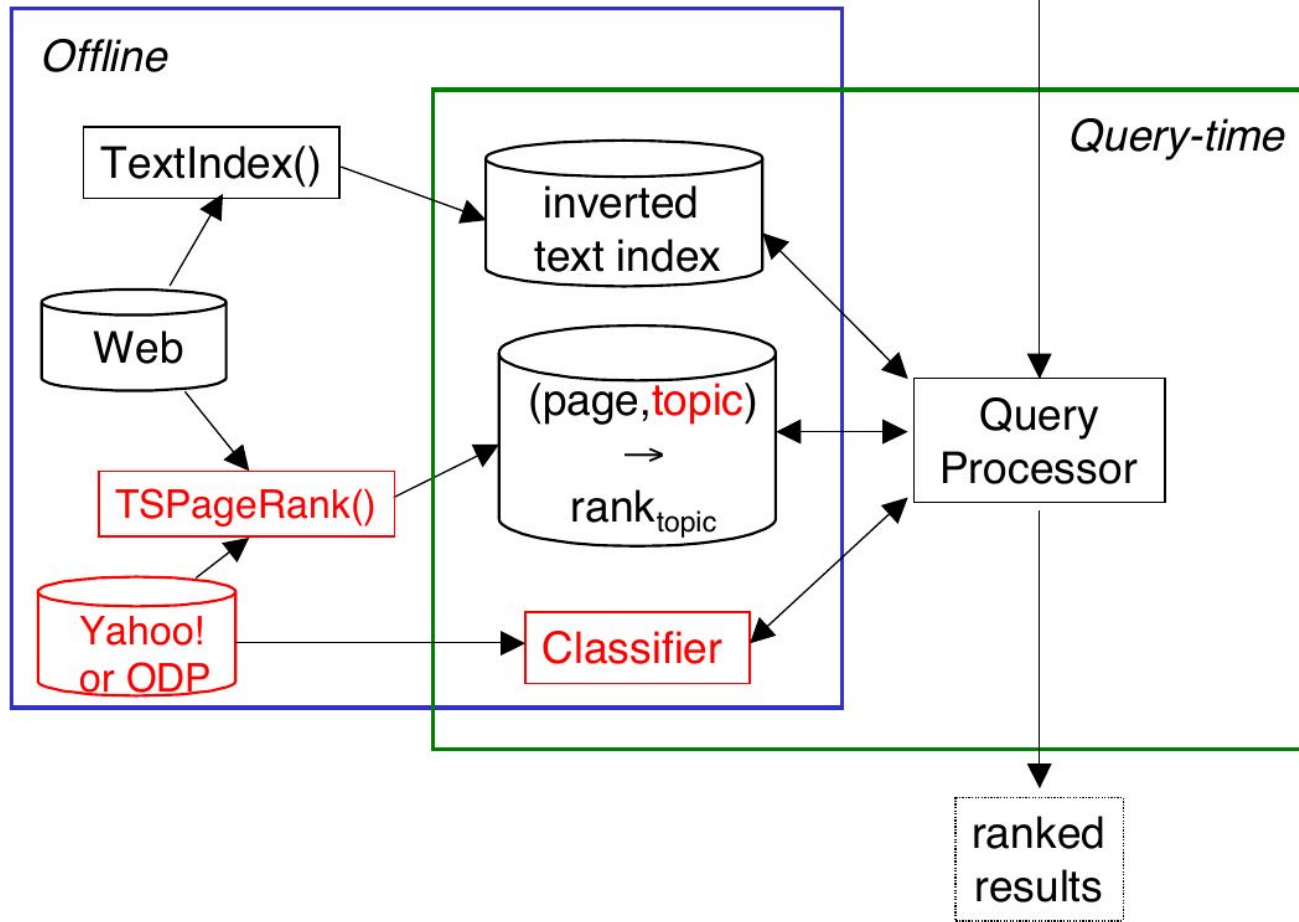 Offline
Query-time
TextIndex()
inverted
text index
Web
(page,topic)
→
rank_topic
Query
Processor
TSPageRank()
Yahoo!
or ODP
Classifier
ranked
results